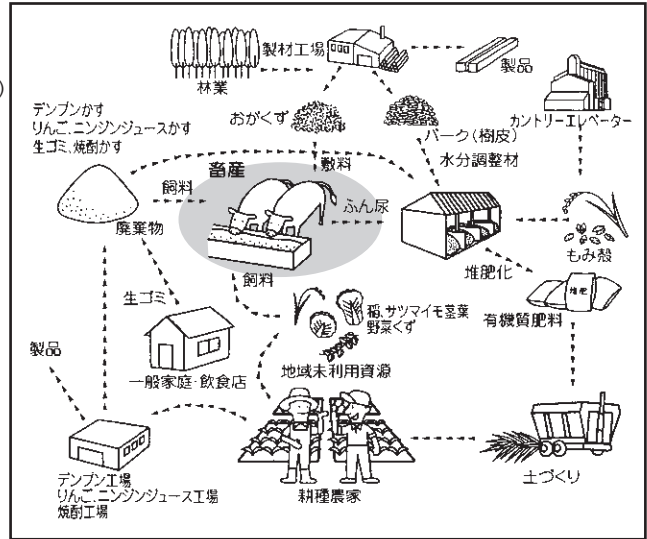 製材工場
林業
製品
カントリーエレベーター
デンプンかす
りんご、ニンジンジュースかす
生ゴミ、焼酎かす
おがくず
バーク(樹皮)
水分調整材
畜産
敷料
飼料
ふん尿
廃棄物
もみ殻
飼料
堆肥化
堆肥
有機質肥料
生ゴミ
稲、サツマイモ茎葉
野菜くず
地域未利用資源
製品
一般家庭・飲食店
土づくり
デンプン工場
りんご、ニンジンジュース工場
焼酎工場
耕種農家
)